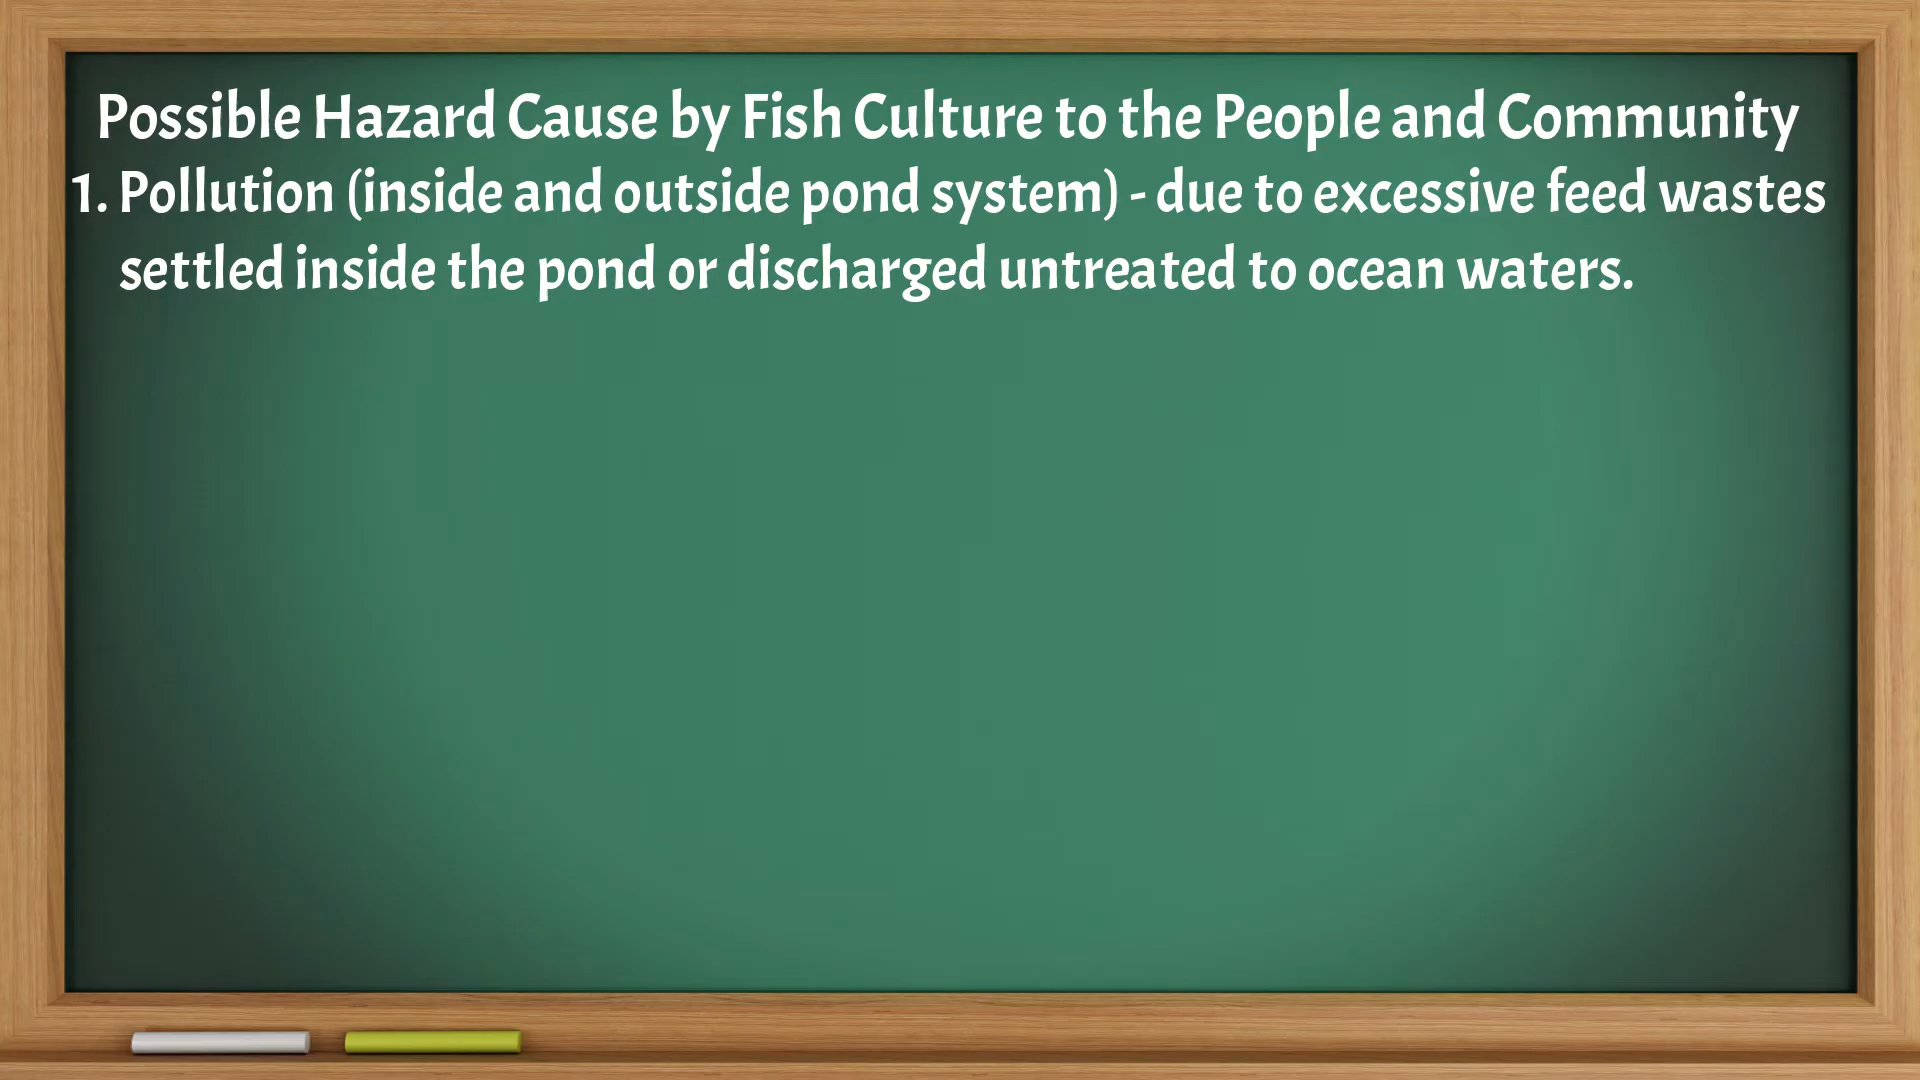 Possible Hazard Cause by Fish Culture to the People and Community
1. Pollution (inside and outside pond system) - due to excessive feed wastes
settled inside the pond or discharged untreated to ocean waters.